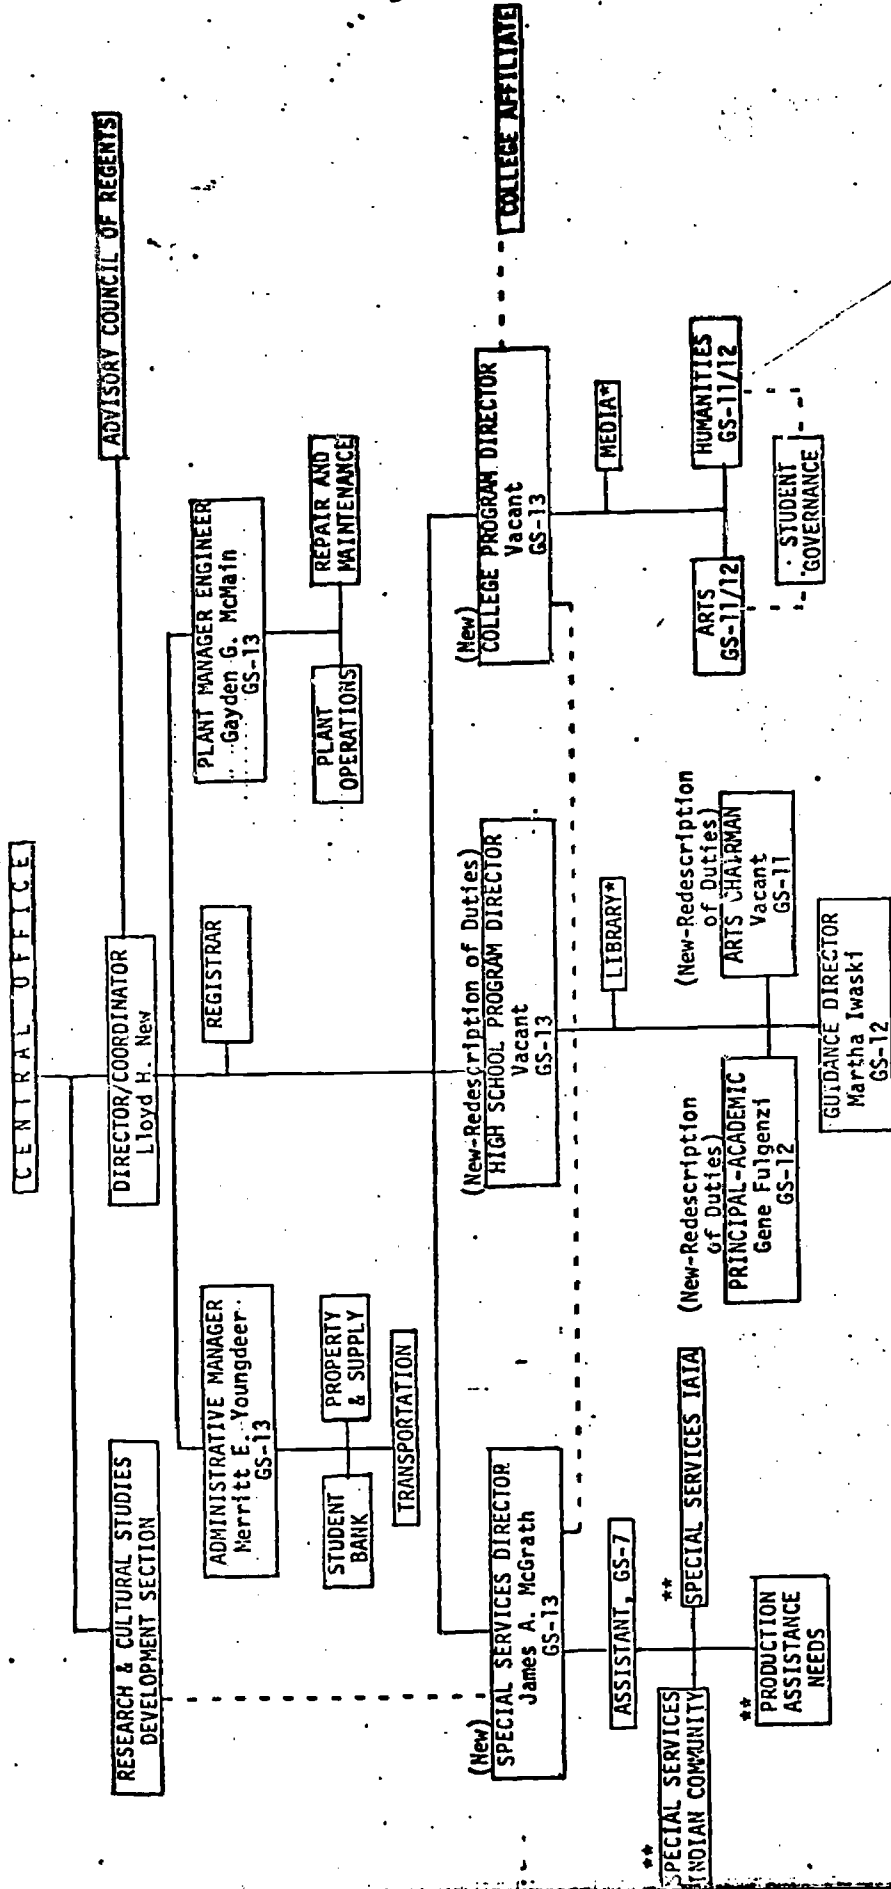 CENTRAL OFFICE
RESEARCH & CULTURAL STUDIES
DEVELOPMENT SECTION
DIRECTOR/COORDINATOR
Lloyd H. New
ADVISORY COUNCIL OF REGENTS
ADMINISTRATIVE MANAGER
Merritt E. Youngdeer
GS-13
REGISTRAR
PLANT MANAGER ENGINEER
Gayden G. McMain
GS-13
STUDENT
BANK
PROPERTY
& SUPPLY
TRANSPORTATION
PLANT
OPERATIONS
REPAIR AND
MAINTENANCE
(New)
SPECIAL SERVICES DIRECTOR
James A. McGrath
GS-13
(New-Redescription of Duties)
HIGH SCHOOL PROGRAM DIRECTOR
Vacant
GS-13
(New)
COLLEGE PROGRAM DIRECTOR
Vacant
GS-13
COLLEGE AFFILIATE
ASSISTANT, GS-7
LIBRARY*
MEDIA*
**
SPECIAL SERVICES
INDIAN COMMUNITY
**
SPECIAL SERVICES IAIA
**
PRODUCTION
ASSISTANCE
NEEDS
(New-Redescription
of Duties)
PRINCIPAL-ACADEMIC
Gene Fulgenzi
GS-12
(New-Redescription
of Duties)
ARTS CHAIRMAN
Vacant
GS-11
GUIDANCE DIRECTOR
Martha Iwaski
GS-12
ARTS
GS-11/12
HUMANITIES
GS-11/12
STUDENT
GOVERNANCE